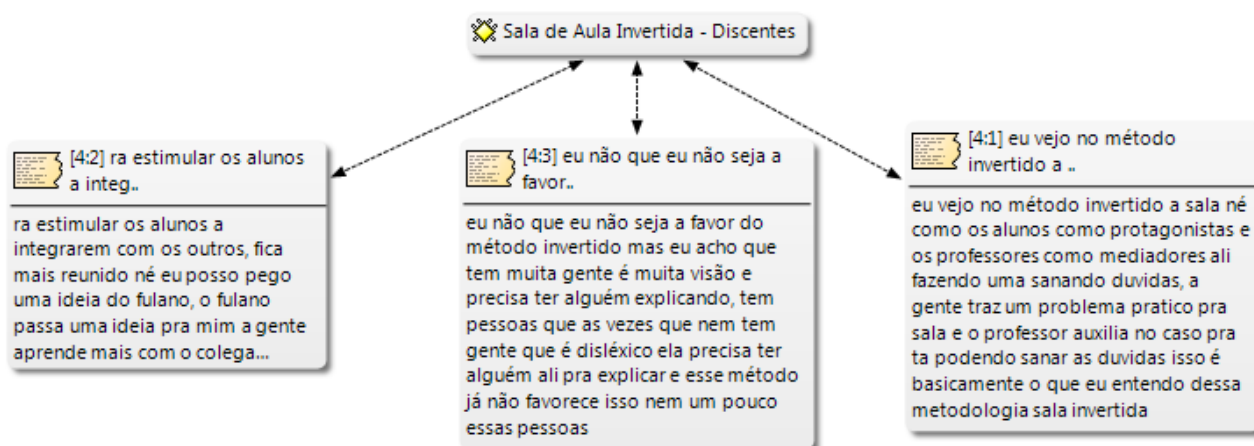 Sala de Aula Invertida - Discentes
[4:2] ra estimular os alunos
a integ..
ra estimular os alunos a
integrarem com os outros, fica
mais reunido né eu posso pego
uma ideia do fulano, o fulano
passa uma ideia pra mim a gente
aprende mais com o colega...
[4:3] eu não que eu não seja a
favor..
eu não que eu não seja a favor do
método invertido mas eu acho que
tem muita gente é muita visão e
precisa ter alguém explicando, tem
pessoas que as vezes que nem tem
gente que é disléxico ela precisa ter
alguém ali pra explicar e esse método
já não favorece isso nem um pouco
essas pessoas
[4:1] eu vejo no método
invertido a ..
eu vejo no método invertido a sala né
como os alunos como protagonistas e
os professores como mediadores ali
fazendo uma sanando duvidas, a
gente traz um problema pratico pra
sala e o professor auxilia no caso pra
ta podendo sanar as duvidas isso é
basicamente o que eu entendo dessa
metodologia sala invertida